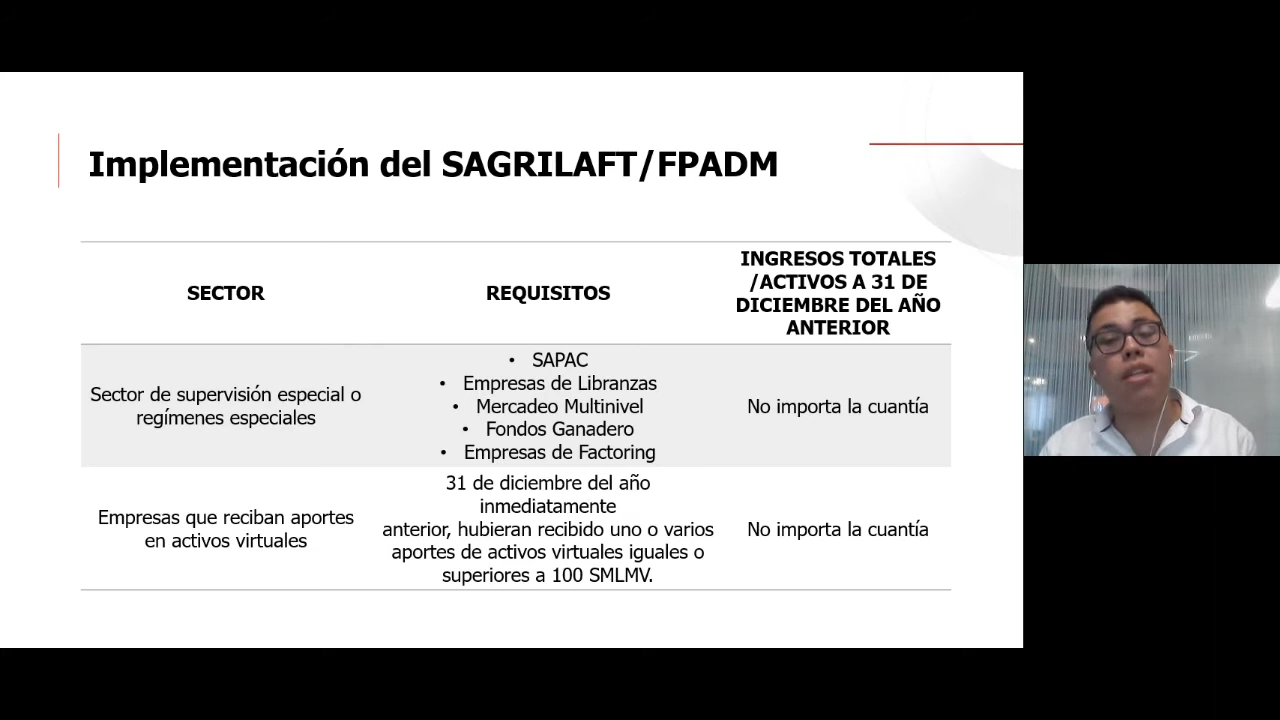 Implementación del SAGRILAFT/FPADM
SECTOR
REQUISITOS
INGRESOS TOTALES
/ACTIVOS A 31 DE
DICIEMBRE DEL AÑO
ANTERIOR
Sector de supervisión especial o
regímenes especiales
• SAPAC
• Empresas de Libranzas
• Mercadeo Multinivel
• Fondos Ganadero
• Empresas de Factoring
No importa la cuantía
Empresas que reciban aportes
en activos virtuales
31 de diciembre del año
inmediatamente
anterior, hubieran recibido uno o varios
aportes de activos virtuales iguales o
superiores a 100 SMLMV.
No importa la cuantía